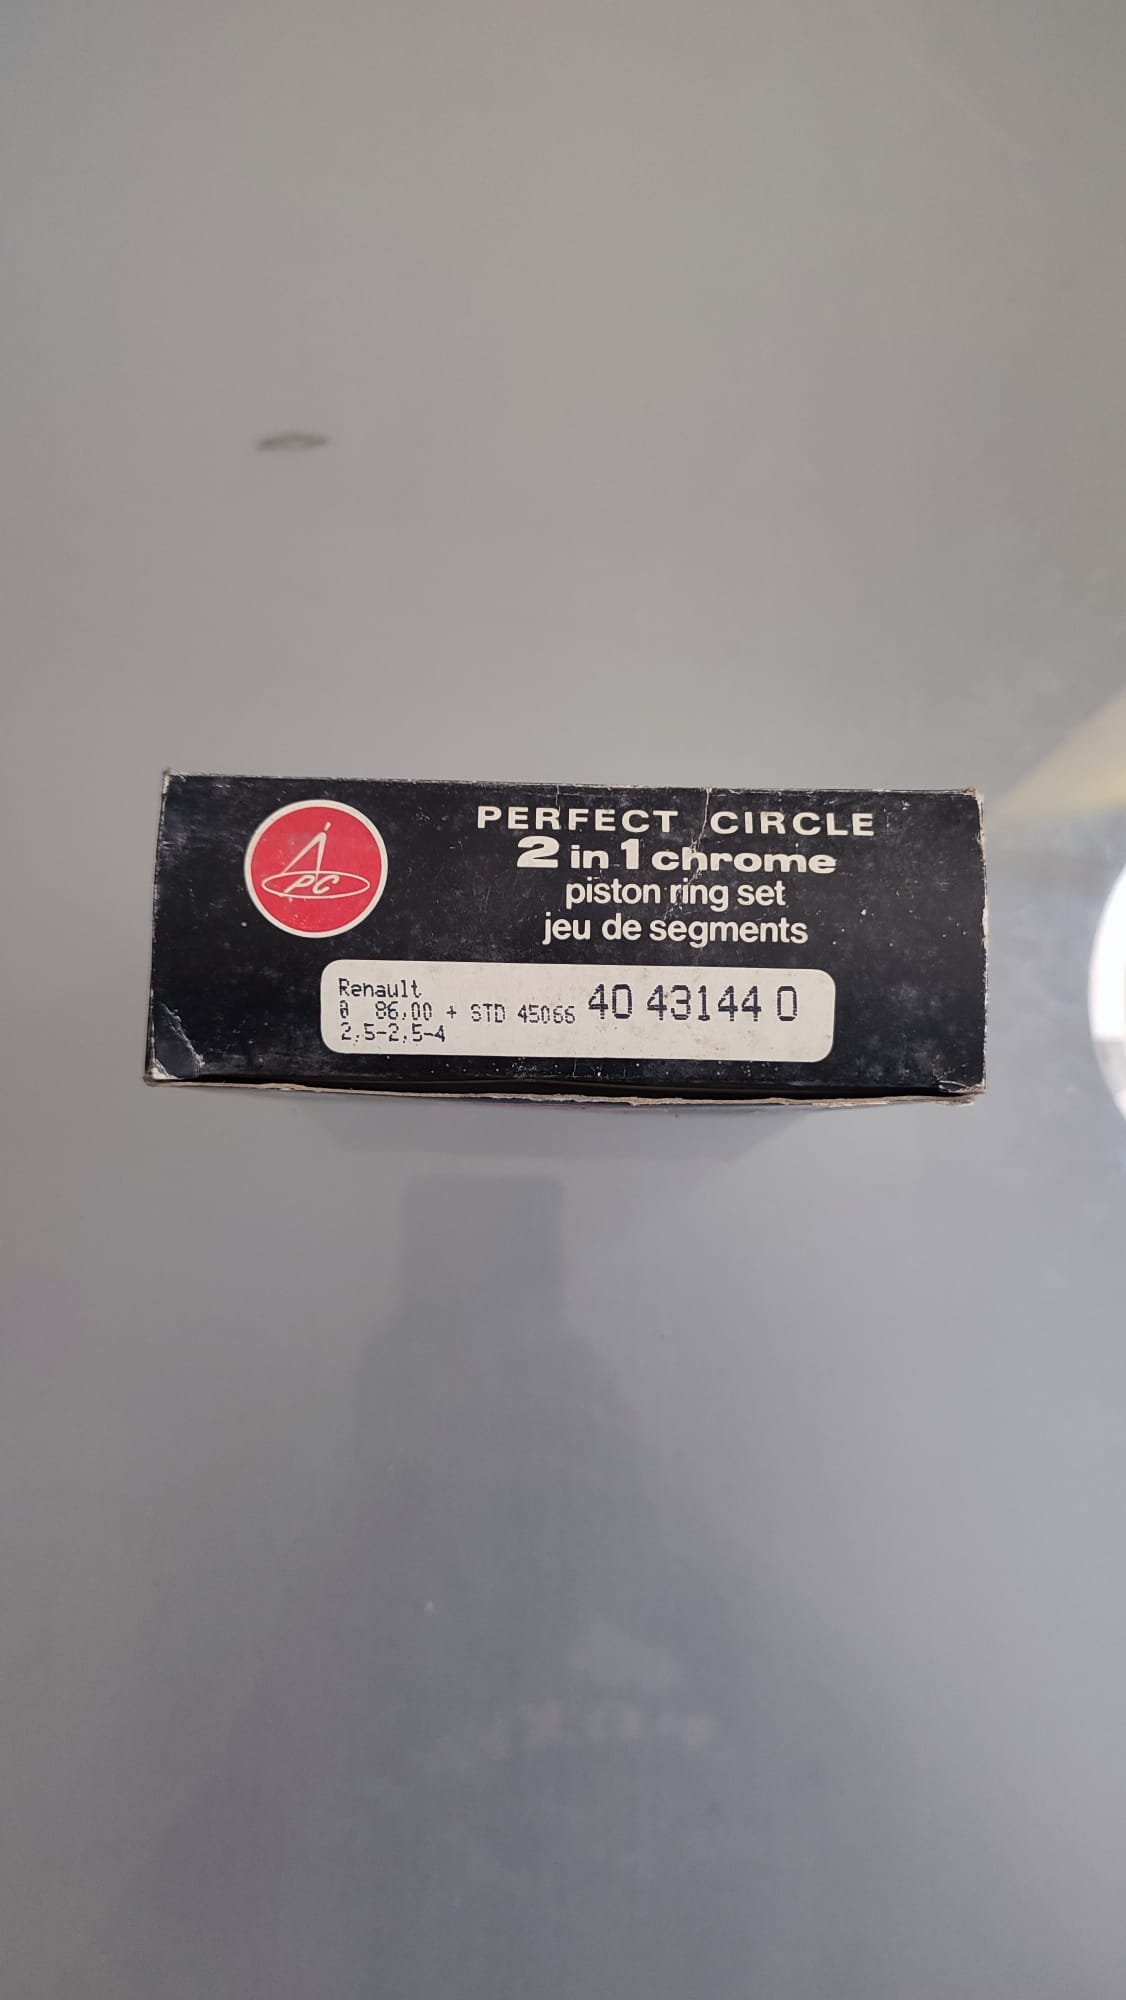 PC
PERFECT CIRCLE
2 in 1 chrome
piston ring set
jeu de segments
Renault
Ø 86,00 + STD 45066 40 43144 0
2,5-2,5-4